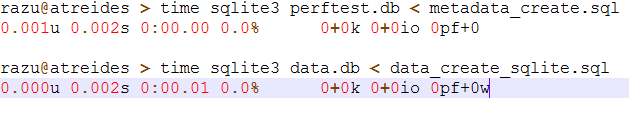 razu@atreides > time sqlite3 perftest.db < metadata_create.sql
0.001u 0.002s 0:00.00 0.0%      0+0k 0+0io 0pf+0
razu@atreides > time sqlite3 data.db < data_create_sqlite.sql
0.000u 0.002s 0:00.01 0.0%      0+0k 0+0io 0pf+0w